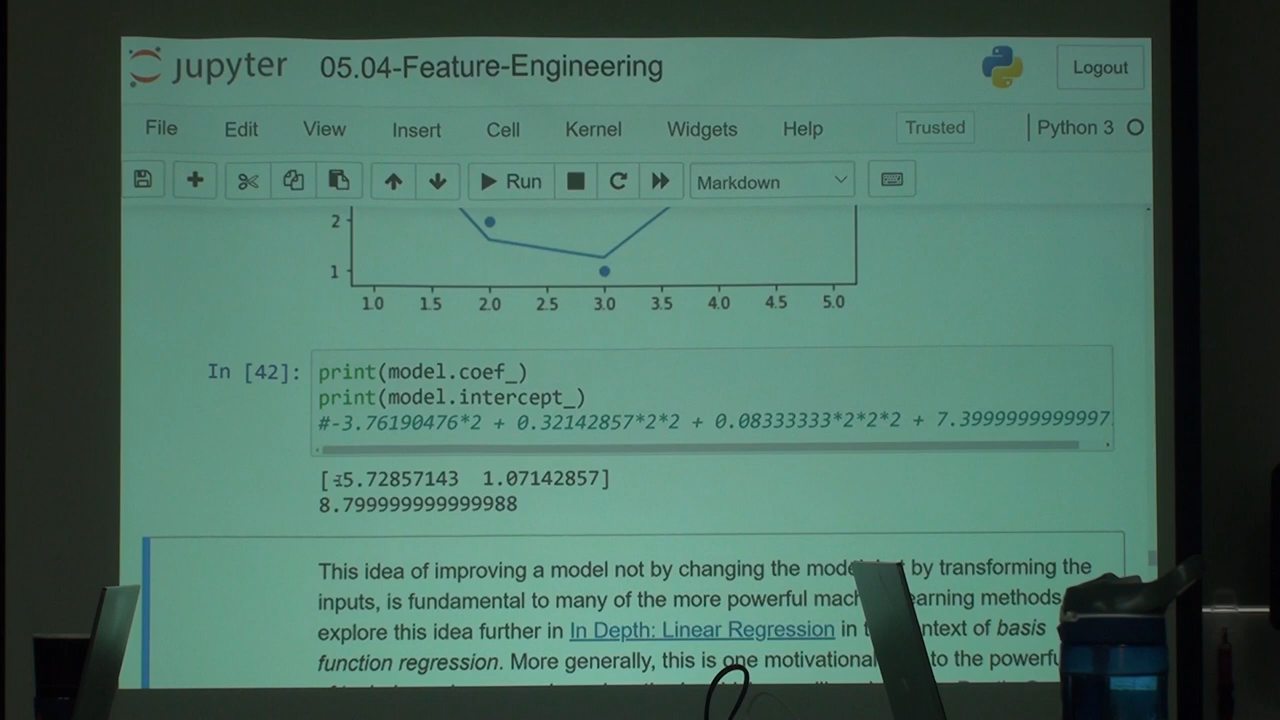 jupyter 05.04-Feature-Engineering Logout
File Edit View Insert Cell Kernel Widgets Help Trusted Python 3
Run Markdown
2
1
1.0 1.5 2.0 2.5 3.0 3.5 4.0 4.5 5.0
In [42]: print(model.coef_)
print(model.intercept_)
#-3.76190476*2 + 0.32142857*2*2 + 0.08333333*2*2*2 + 7.3999999999997
[-5.72857143 1.07142857]
8.799999999999988
This idea of improving a model not by changing the by transforming the
inputs, is fundamental to many of the more powerful methods
explore this idea further in In Depth: Linear Regression in of basis
function regression. More generally, this is one motivational to the